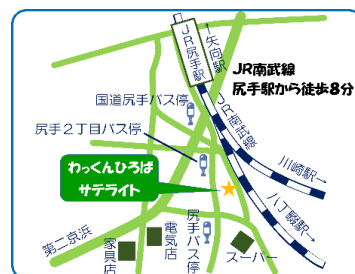 ↑矢向駅
JR尻手駅
JR南武線
尻手駅から徒歩8分
国道尻手バス停
JR南武線
尻手2丁目バス停
川崎駅→
わっくんひろば
サテライト
八丁畷駅→
第二京浜
尻手バス停
電気店
家具店
スーパー